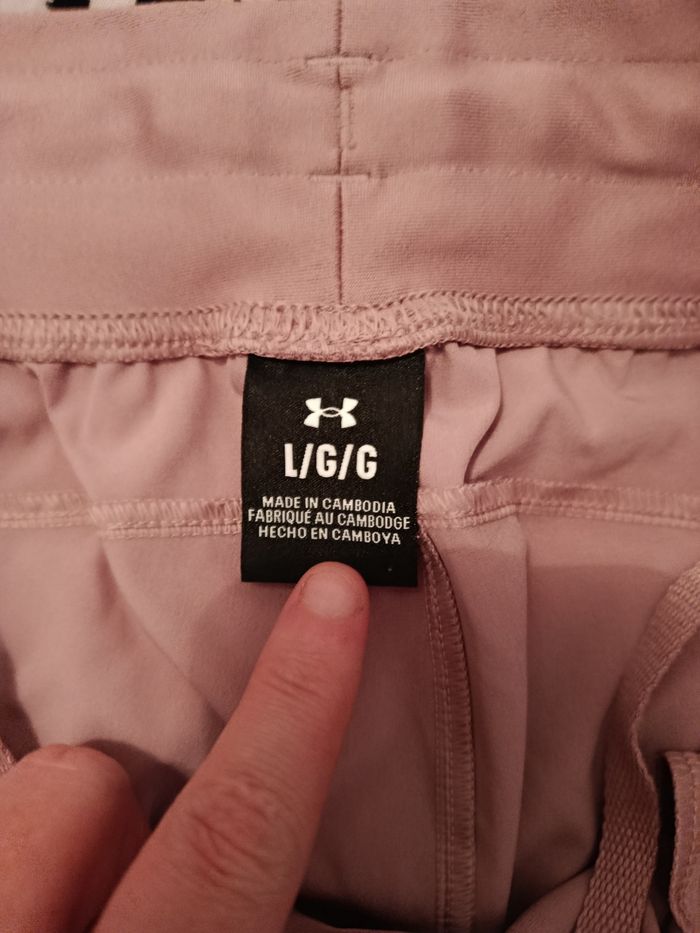 L/G/G
MADE IN CAMBODIA
FABRIQUÉ AU CAMBODGE
HECHO EN CAMBOYA